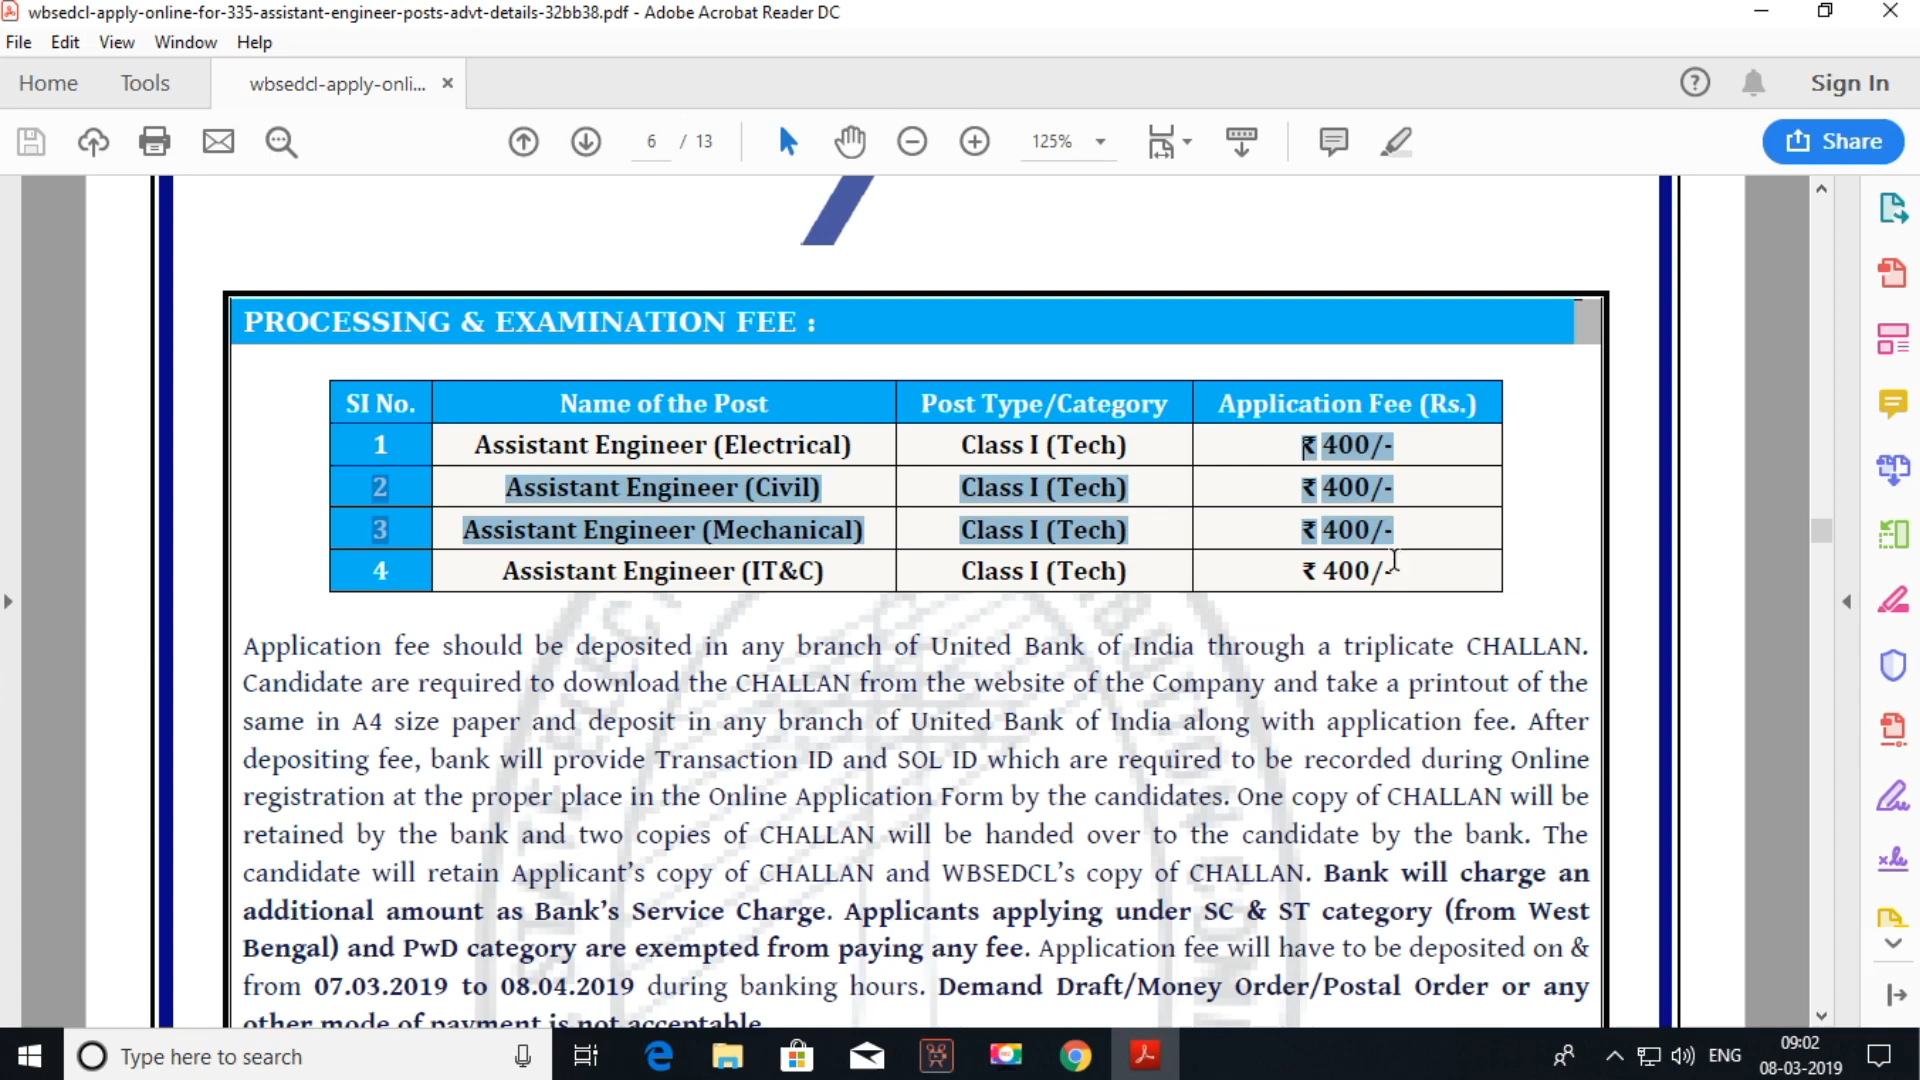 wbsedcl-apply-online-for-335-assistant-engineer-posts-advt-details-32bb38.pdf - Adobe Acrobat Reader DC
File Edit View Window Help
Home Tools wbsedcl-apply-onli... Sign In
6 / 13 125% Share
PROCESSING & EXAMINATION FEE :
SI No. Name of the Post Post Type/Category Application Fee (Rs.)
1 Assistant Engineer (Electrical) Class I (Tech) ₹ 400/-
2 Assistant Engineer (Civil) Class I (Tech) ₹ 400/-
3 Assistant Engineer (Mechanical) Class I (Tech) ₹ 400/-
4 Assistant Engineer (IT&C) Class I (Tech) ₹ 400/-
Application fee should be deposited in any branch of United Bank of India through a triplicate CHALLAN.
Candidate are required to download the CHALLAN from the website of the Company and take a printout of the
same in A4 size paper and deposit in any branch of United Bank of India along with application fee. After
depositing fee, bank will provide Transaction ID and SOL ID which are required to be recorded during Online
registration at the proper place in the Online Application Form by the candidates. One copy of CHALLAN will be
retained by the bank and two copies of CHALLAN will be handed over to the candidate by the bank. The
candidate will retain Applicant's copy of CHALLAN and WBSEDCL's copy of CHALLAN. Bank will charge an
additional amount as Bank's Service Charge. Applicants applying under SC & ST category (from West
Bengal) and PwD category are exempted from paying any fee. Application fee will have to be deposited on &
from 07.03.2019 to 08.04.2019 during banking hours. Demand Draft/Money Order/Postal Order or any
other mode of payment is not acceptable.
Type here to search
ENG
09:02
08-03-2019